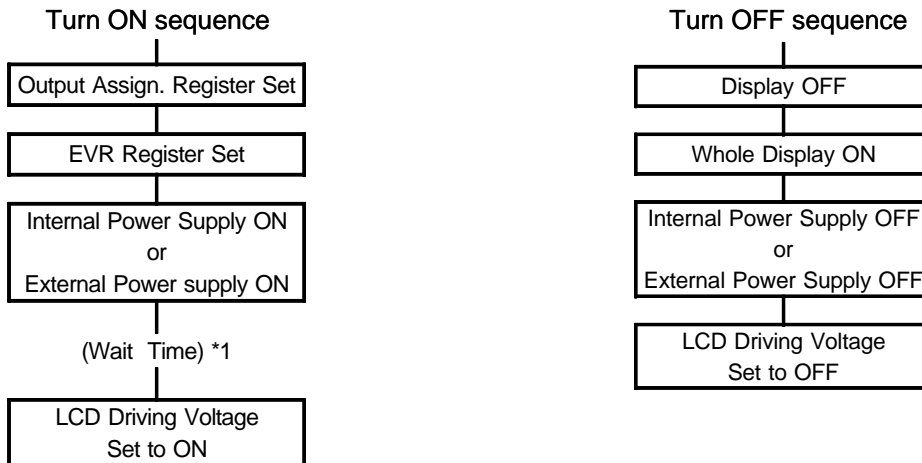 Turn ON sequence
Output Assign. Register Set
EVR Register Set
Internal Power Supply ON
or
External Power supply ON
(Wait Time) *1
LCD Driving Voltage
Set to ON
Turn OFF sequence
Display OFF
Whole Display ON
Internal Power Supply OFF
or
External Power Supply OFF
LCD Driving Voltage
Set to OFF